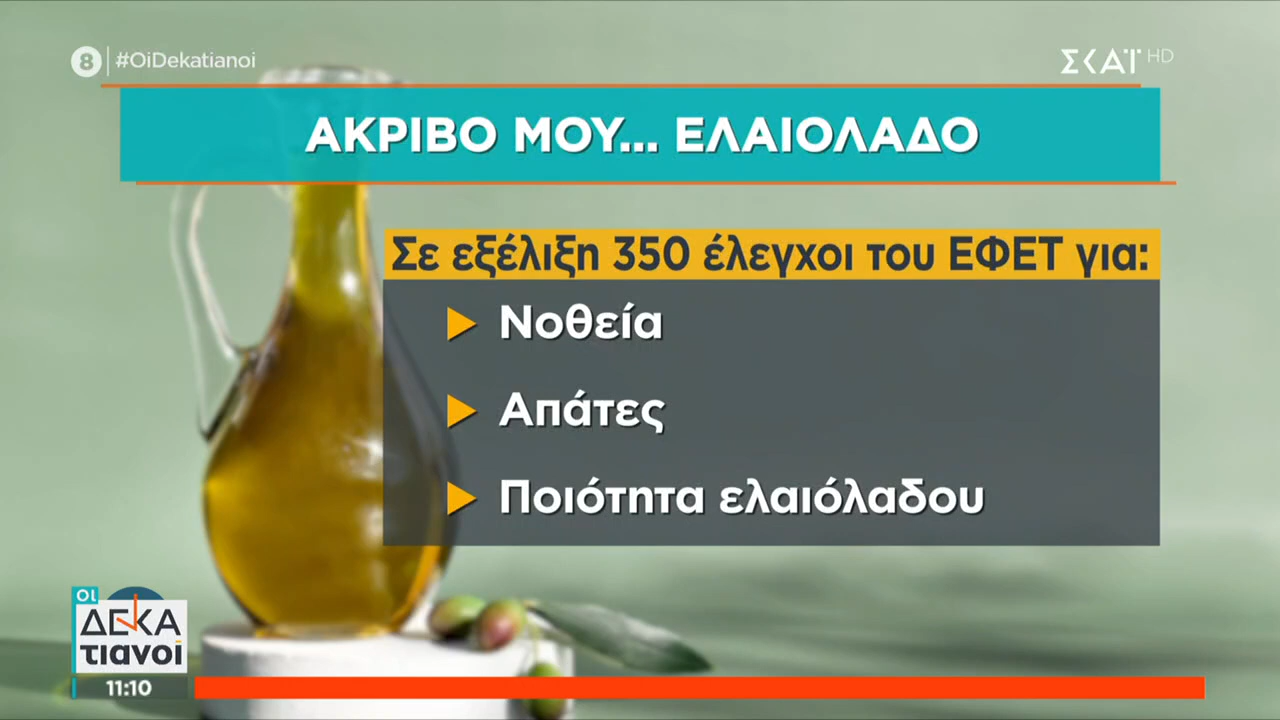 8 #OiDekatianoi
ΣΚΑΪ HD
ΑΚΡΙΒΟ ΜΟΥ... ΕΛΑΙΟΛΑΔΟ
Σε εξέλιξη 350 έλεγχοι του ΕΦΕΤ για:
Νοθεία
Απάτες
Ποιότητα ελαιόλαδου
ΟΙ
ΔΕΚΑ
τιανοί
11:10